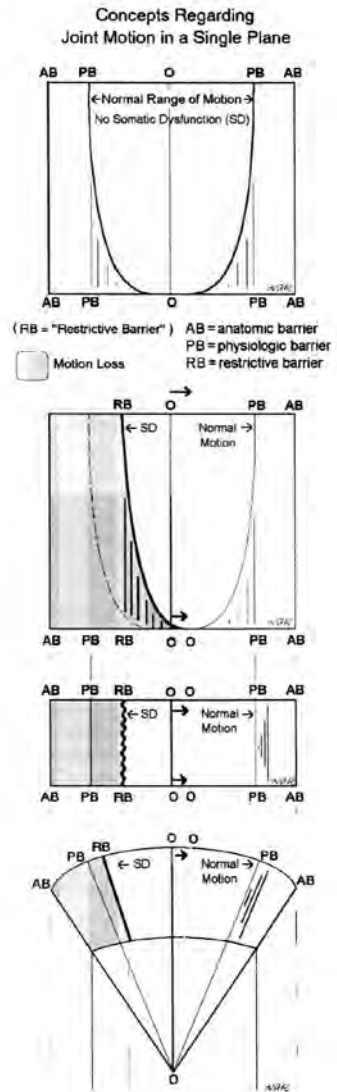 Concepts Regarding
Joint Motion in a Single Plane
AB PB O PB AB
←Normal Range of Motion→
No Somatic Dysfunction (SD)
AB O AB
( RB = "Restrictive Barrier" )
AB = anatomic barrier
PB = physiologic barrier
Motion Loss
RB = restrictive barrier
RB O PB AB
← SD Normal → Motion
AB PB RB O O PB AB
AB PB RB O O PB AB
← SD Normal → Motion
AB PB RB O O PB AB
O O
RB
PB ← SD Normal → PB
Motion
AB AB
O